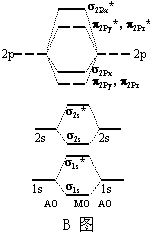 σ2Px*
π2Py*, π2Pz*
2p 2p
σ2Px
π2Py, π2Pz
σ2s*
2s 2s
σ2s
σ1s*
1s 1s
σ1s
AO MO AO
B 图